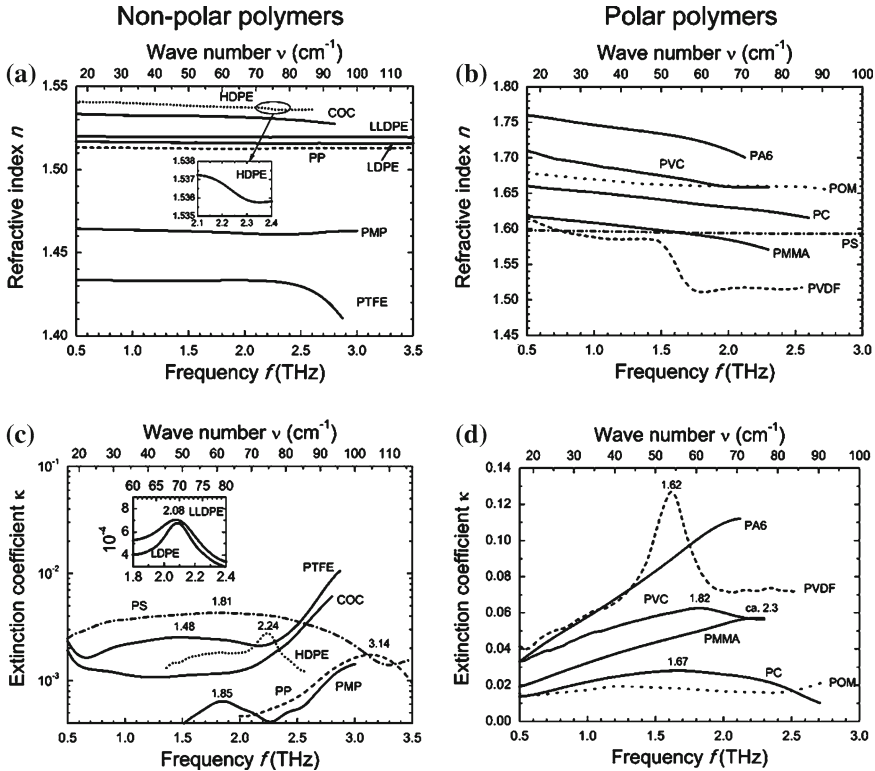 Non-polar polymers
Polar polymers
(a)
Wave number ν (cm⁻¹)
20 30 40 50 60 70 80 90 100 110
1.55
1.50
1.45
1.40
Refractive index n
HDPE
COC
LLDPE
PP
LDPE
1.538
1.537
1.536
1.535
HDPE
2.1 2.2 2.3 2.4
PMP
PTFE
0.5 1.0 1.5 2.0 2.5 3.0 3.5
Frequency f (THz)
(b)
Wave number ν (cm⁻¹)
20 30 40 50 60 70 80 90 100
1.80
1.75
1.70
1.65
1.60
1.55
1.50
1.45
Refractive index n
PA6
PVC
POM
PC
PS
PMMA
PVDF
0.5 1.0 1.5 2.0 2.5 3.0
Frequency f (THz)
(c)
Wave number ν (cm⁻¹)
20 30 40 50 60 70 80 90 100 110
10⁻¹
10⁻²
10⁻³
Extinction coefficient κ
60 65 70 75 80
10⁻⁴
8
6
4
2.08
LLDPE
LDPE
1.8 2.0 2.2 2.4
PTFE
COC
PS
1.81
1.48
2.24
3.14
HDPE
PP
PMP
1.85
0.5 1.0 1.5 2.0 2.5 3.0 3.5
Frequency f (THz)
(d)
Wave number ν (cm⁻¹)
20 30 40 50 60 70 80 90 100
0.14
0.12
0.10
0.08
0.06
0.04
0.02
0.00
Extinction coefficient κ
1.62
PA6
PVDF
PVC
1.82
ca. 2.3
PMMA
1.67
PC
POM
0.5 1.0 1.5 2.0 2.5 3.0
Frequency f (THz)